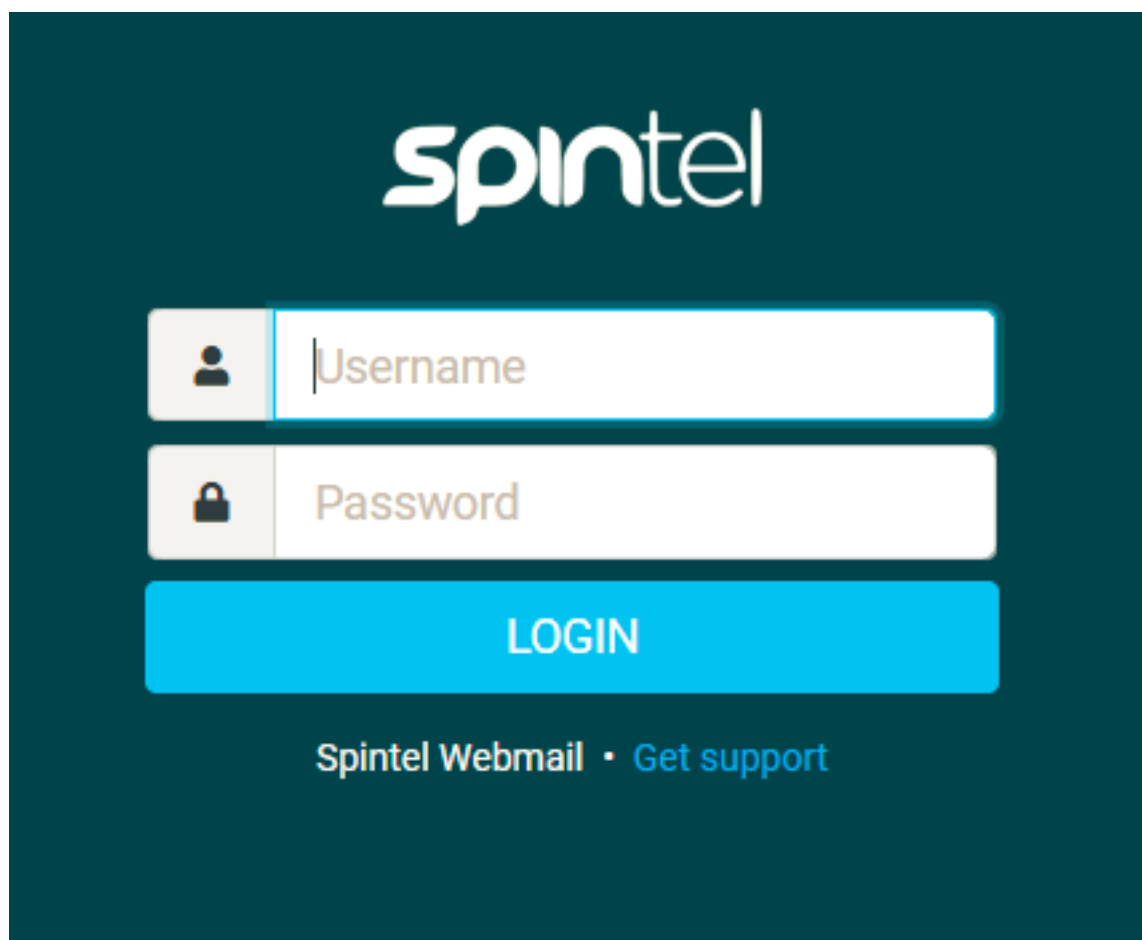 spintel
Username
Password
LOGIN
Spintel Webmail • Get support